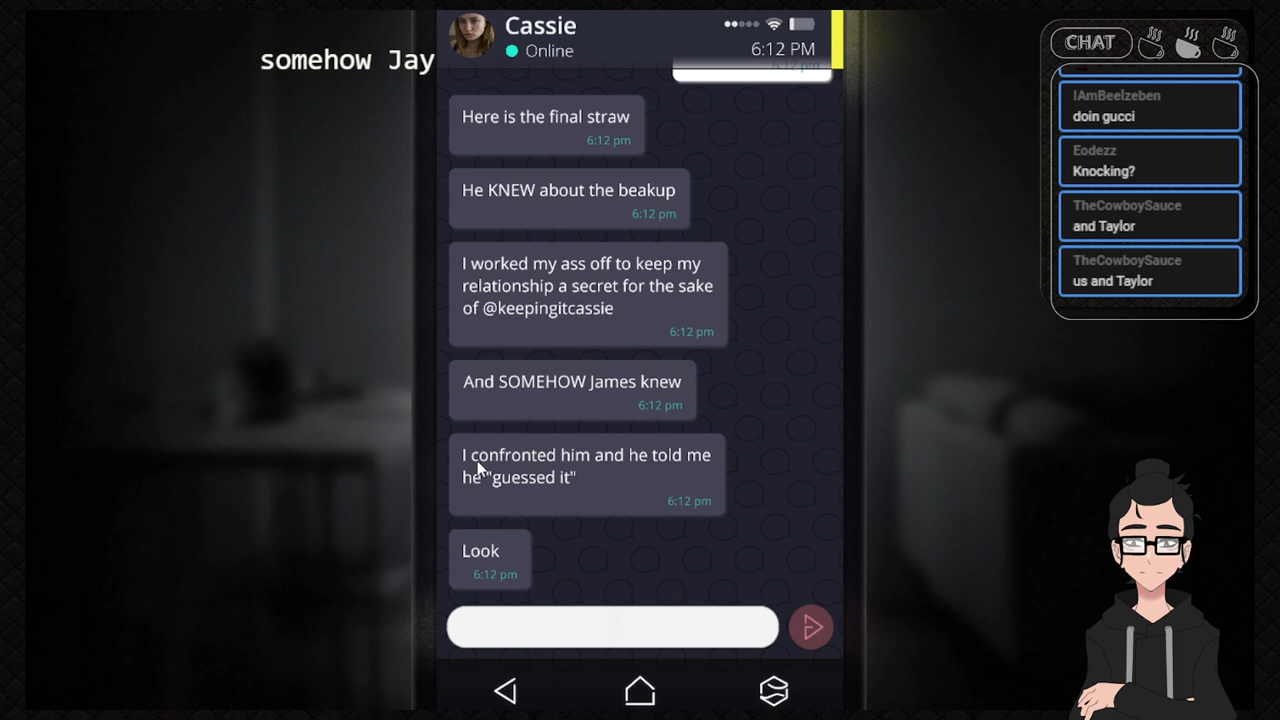 somehow Jay
Cassie
Online
6:12 PM
6:12 pm
Here is the final straw
6:12 pm
He KNEW about the beakup
6:12 pm
I worked my ass off to keep my
relationship a secret for the sake
of @keepingitcassie
6:12 pm
And SOMEHOW James knew
6:12 pm
I confronted him and he told me
he "guessed it"
6:12 pm
Look
6:12 pm
CHAT
IAmBeelzeben
doin gucci
Eodezz
Knocking?
TheCowboySauce
and Taylor
TheCowboySauce
us and Taylor